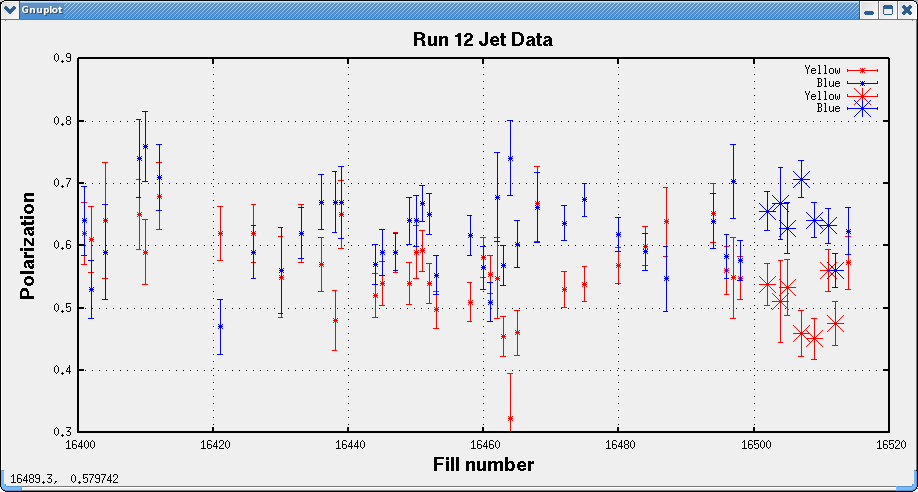 Gnuplot
Run 12 Jet Data
0.9
0.8
0.7
0.6
0.5
0.4
0.3
Polarization
Yellow
Blue
Yellow
Blue
16400 16420 16440 16460 16480 16500 16520
Fill number
16489.3, 0.579742